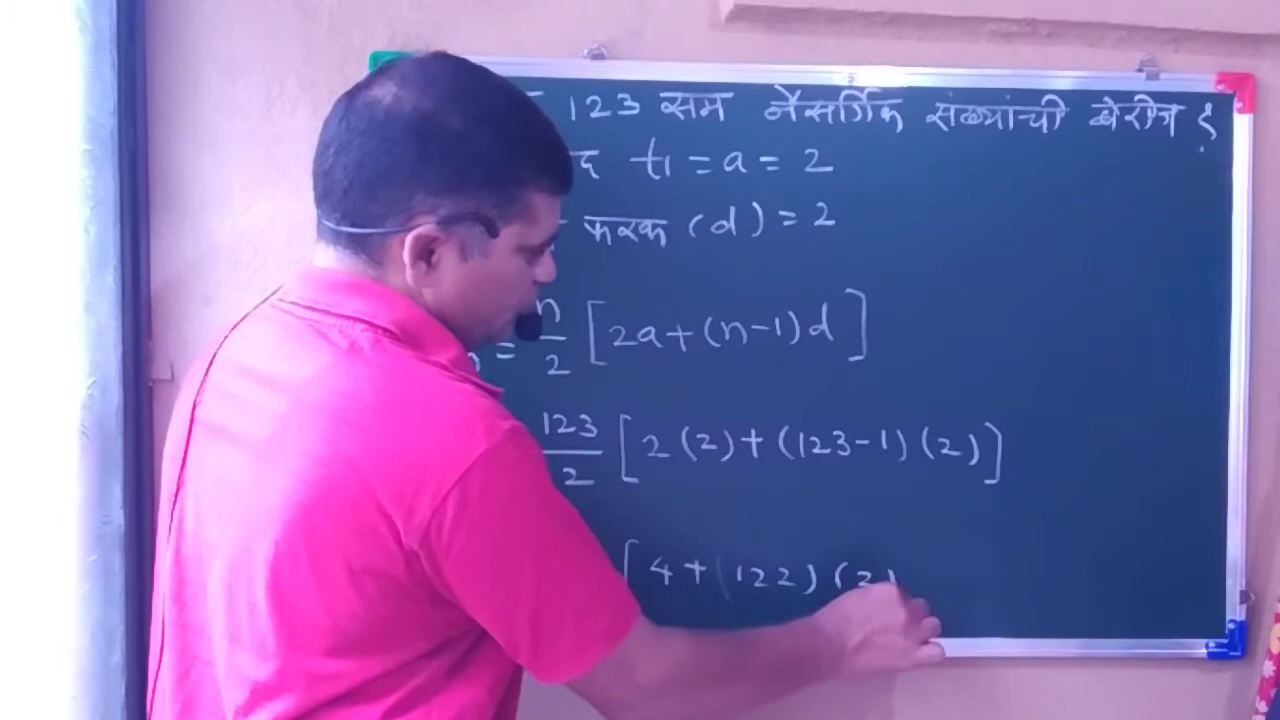 123 सम नैसर्गिक संख्यांची बेरीज ?
t1 = a = 2
फरक (d) = 2
= n/2 [2a + (n-1)d]
123/2 [2(2) + (123-1)(2)]
[4 + (122)(2)